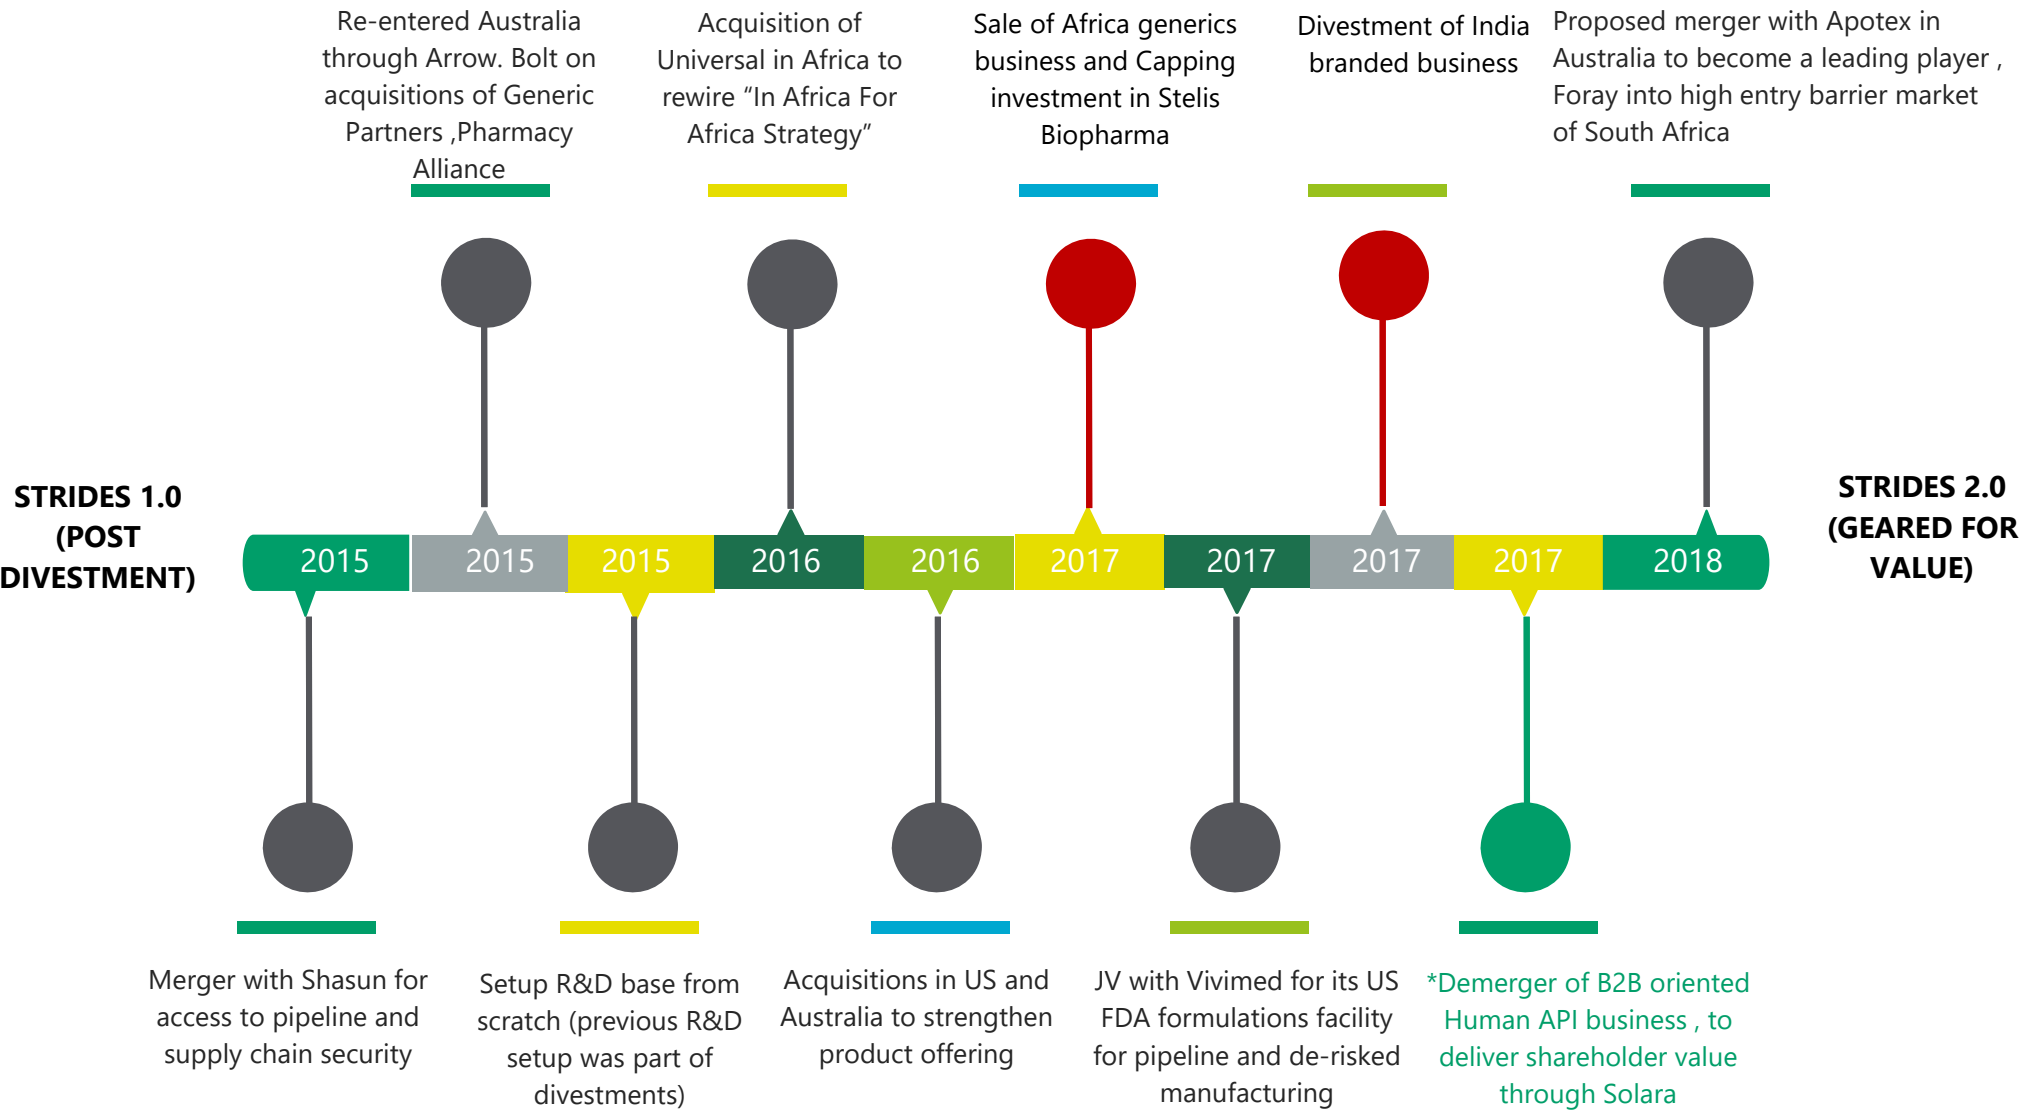 Re-entered Australia
through Arrow. Bolt on
acquisitions of Generic
Partners ,Pharmacy
Alliance
Acquisition of
Universal in Africa to
rewire “In Africa For
Africa Strategy”
Sale of Africa generics
business and Capping
investment in Stelis
Biopharma
Divestment of India
branded business
Proposed merger with Apotex in
Australia to become a leading player ,
Foray into high entry barrier market
of South Africa
STRIDES 1.0
(POST
DIVESTMENT)
2015
2015
2015
2016
2016
2017
2017
2017
2017
2018
STRIDES 2.0
(GEARED FOR
VALUE)
Merger with Shasun for
access to pipeline and
supply chain security
Setup R&D base from
scratch (previous R&D
setup was part of
divestments)
Acquisitions in US and
Australia to strengthen
product offering
JV with Vivimed for its US
FDA formulations facility
for pipeline and de-risked
manufacturing
*Demerger of B2B oriented
Human API business , to
deliver shareholder value
through Solara